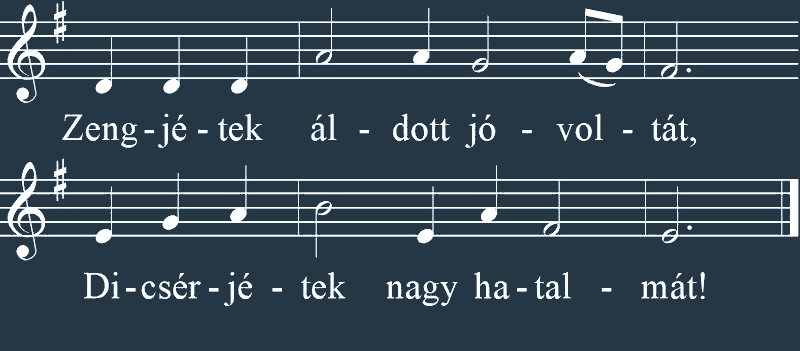 Zeng - jé - tek ál - dott jó - vol - tát,
Di - csér - jé - tek nagy ha - tal - mát!